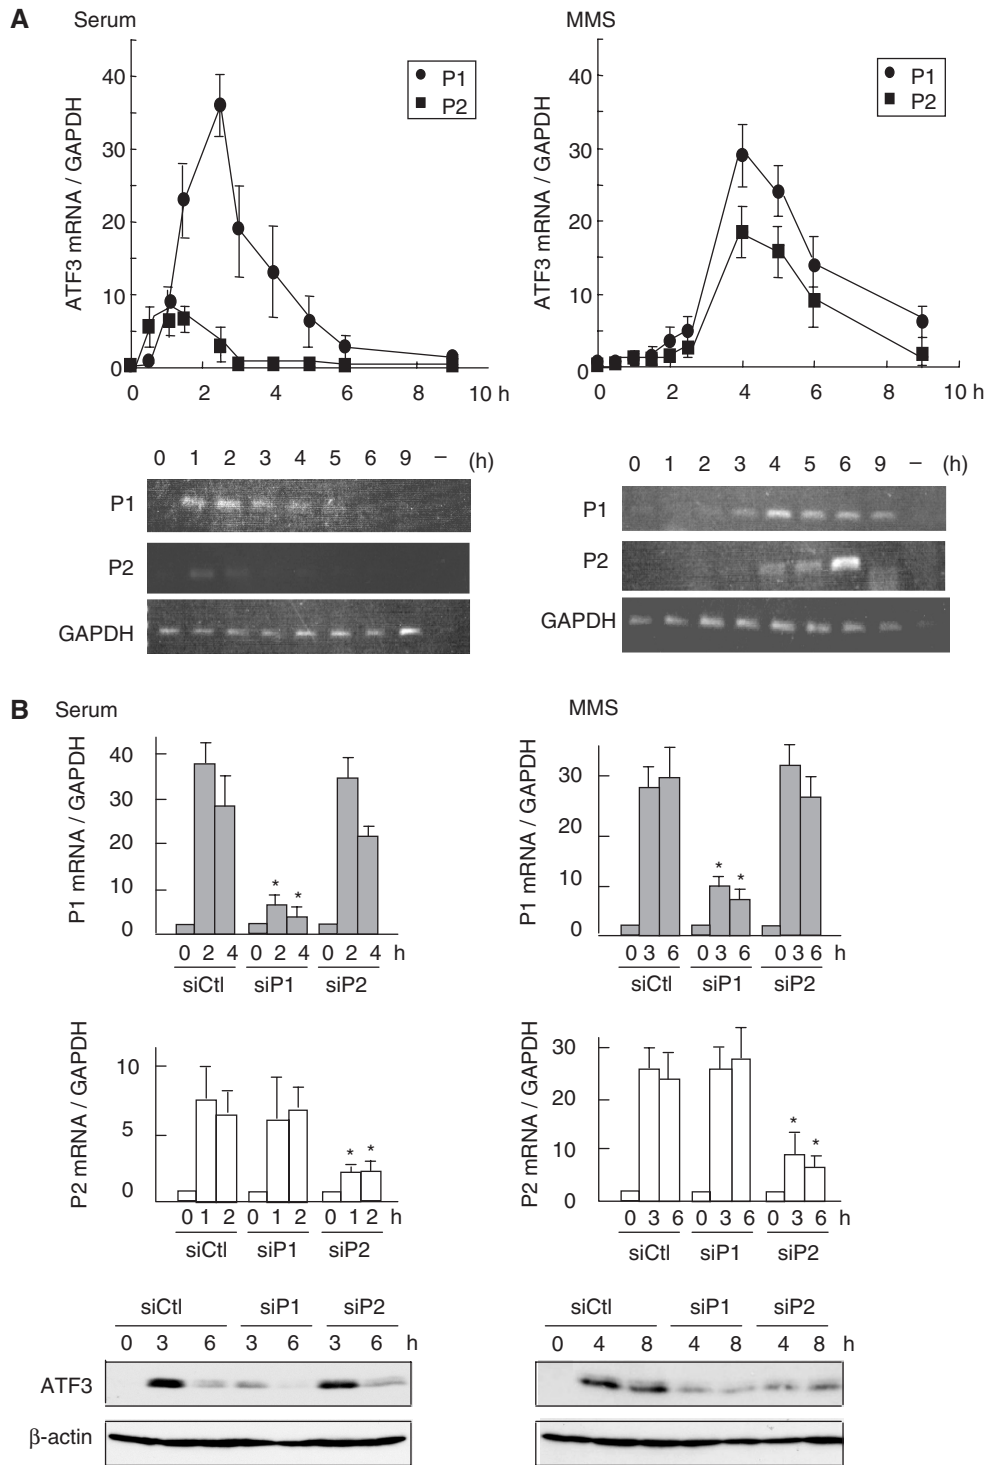 A Serum MMS
ATF3 mRNA / GAPDH
40
30
20
10
0
P1
P2
0 2 4 6 8 10 h
ATF3 mRNA / GAPDH
40
30
20
10
0
P1
P2
0 2 4 6 8 10 h
0 1 2 3 4 5 6 9 – (h)
P1
P2
GAPDH
0 1 2 3 4 5 6 9 – (h)
P1
P2
GAPDH
B Serum MMS
P1 mRNA / GAPDH
40
30
20
10
0
* *
0 2 4 0 2 4 0 2 4 h
siCtl siP1 siP2
P1 mRNA / GAPDH
30
20
10
0
* *
0 3 6 0 3 6 0 3 6 h
siCtl siP1 siP2
P2 mRNA / GAPDH
10
5
0
* *
0 1 2 0 1 2 0 1 2 h
siCtl siP1 siP2
P2 mRNA / GAPDH
30
20
10
0
* *
0 3 6 0 3 6 0 3 6 h
siCtl siP1 siP2
siCtl siP1 siP2
0 3 6 3 6 3 6 h
ATF3
β-actin
siCtl siP1 siP2
0 4 8 4 8 4 8 h